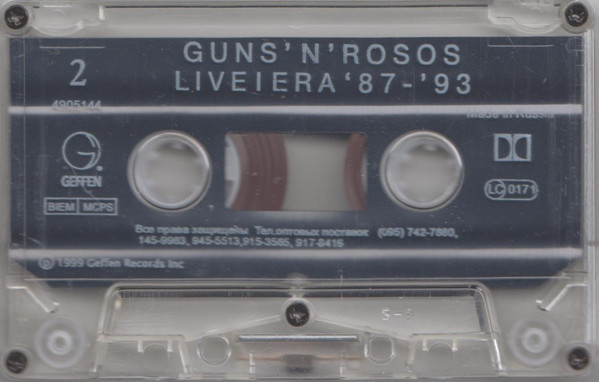 GUNS'N'ROSOS
2
LIVEIERA '87-'93
4905144
Made in Russia
G
GEFFEN
®
BIEM MCPS
LC 0171
Все права защищены Тел.оптовых поставок (095) 742-7860,
145-9983, 945-5513,915-3565, 917-8416
℗ 1999 Geffen Records Inc